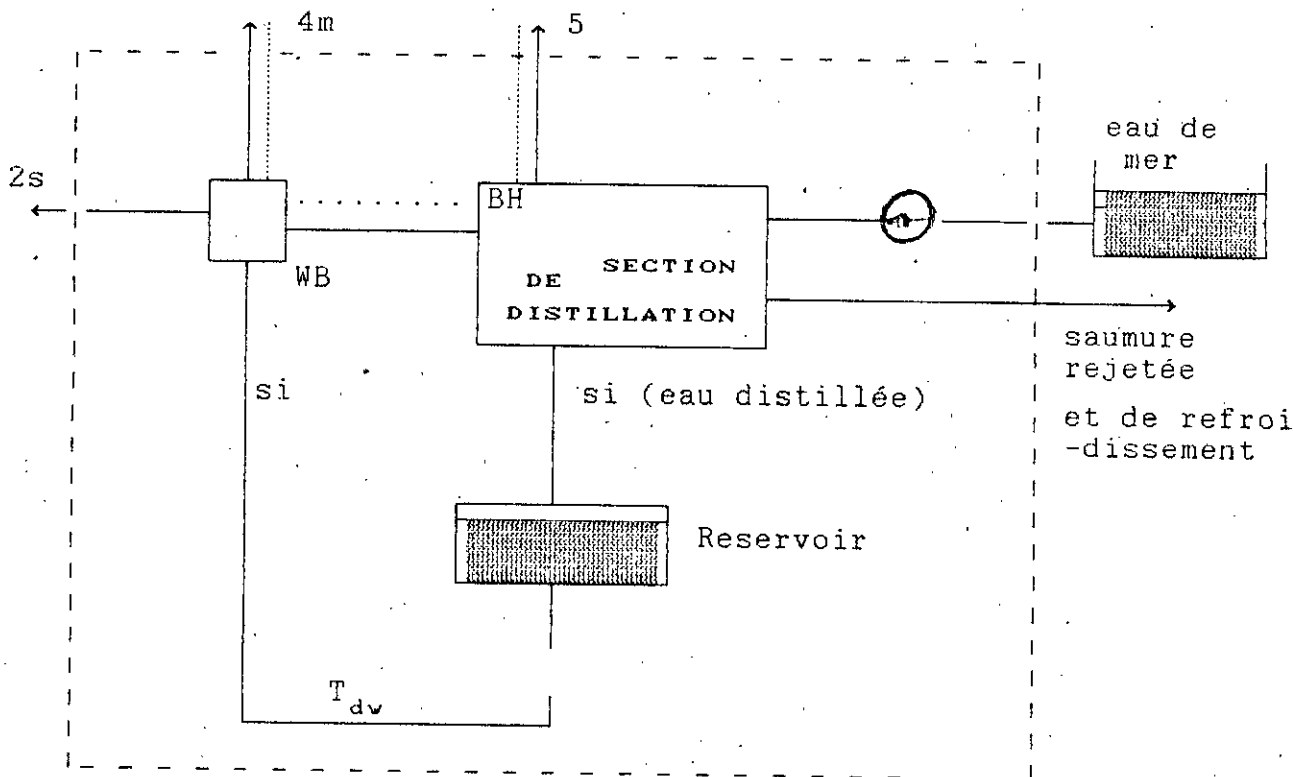 4m
5
eau de
mer
2s
BH
WB
SECTION
DE
DISTILLATION
saumure
rejetée
et de refroi
-dissement
si
si (eau distillée)
Reservoir
T dw